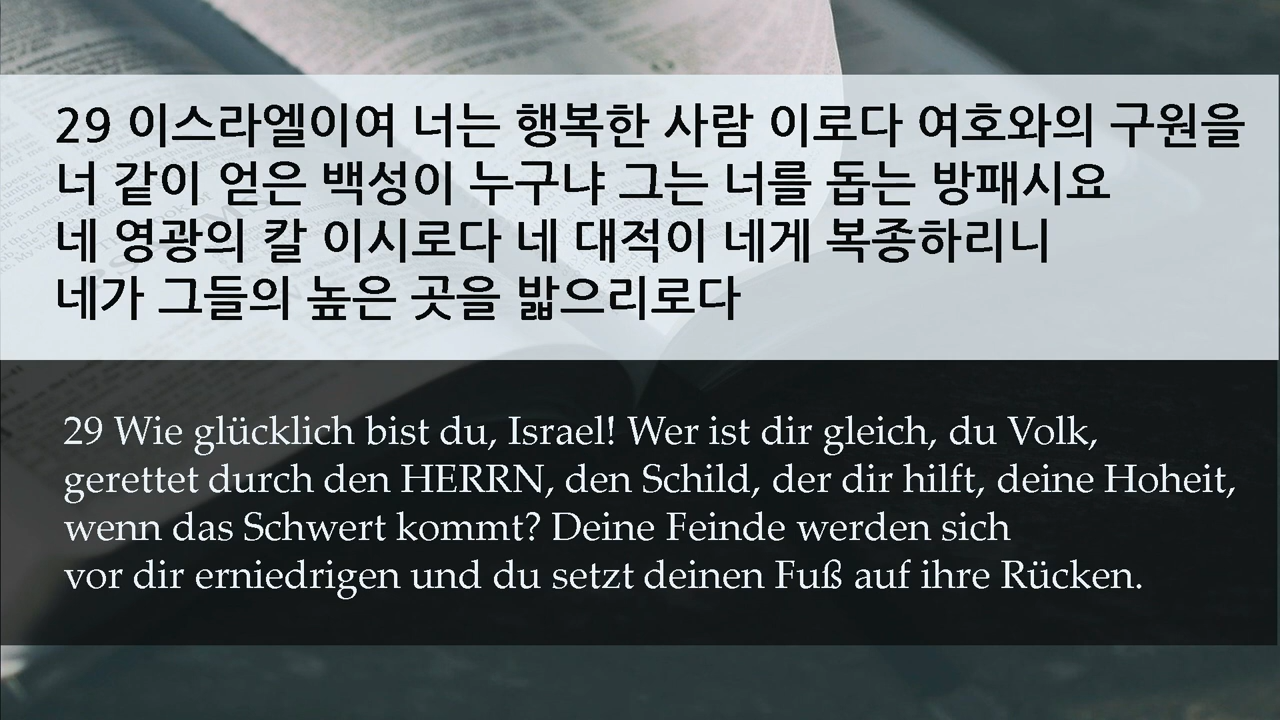 29 이스라엘이여 너는 행복한 사람 이로다 여호와의 구원을
너 같이 얻은 백성이 누구냐 그는 너를 돕는 방패시요
네 영광의 칼 이시로다 네 대적이 네게 복종하리니
네가 그들의 높은 곳을 밟으리로다
29 Wie glücklich bist du, Israel! Wer ist dir gleich, du Volk,
gerettet durch den HERRN, den Schild, der dir hilft, deine Hoheit,
wenn das Schwert kommt? Deine Feinde werden sich
vor dir erniedrigen und du setzt deinen Fuß auf ihre Rücken.